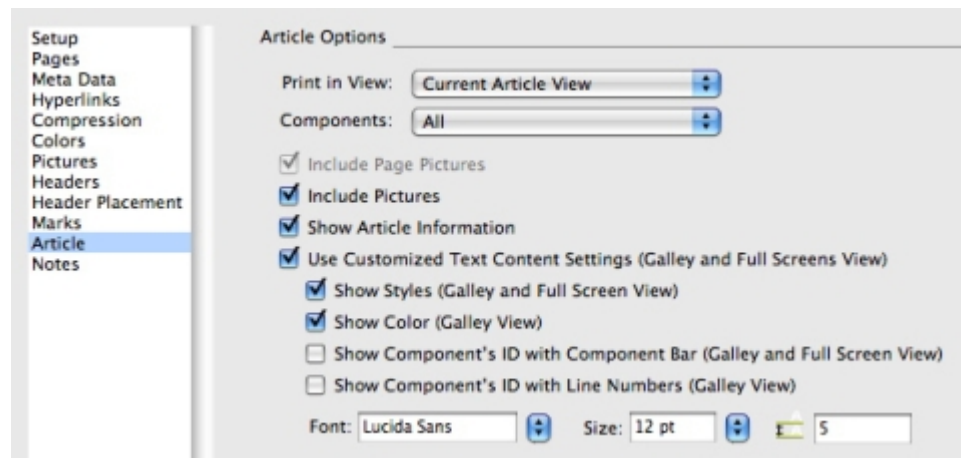 Setup
Pages
Meta Data
Hyperlinks
Compression
Colors
Pictures
Headers
Header Placement
Marks
Article
Notes
Article Options
Print in View: Current Article View
Components: All
Include Page Pictures
Include Pictures
Show Article Information
Use Customized Text Content Settings (Galley and Full Screens View)
Show Styles (Galley and Full Screen View)
Show Color (Galley View)
Show Component's ID with Component Bar (Galley and Full Screen View)
Show Component's ID with Line Numbers (Galley View)
Font: Lucida Sans Size: 12 pt 5